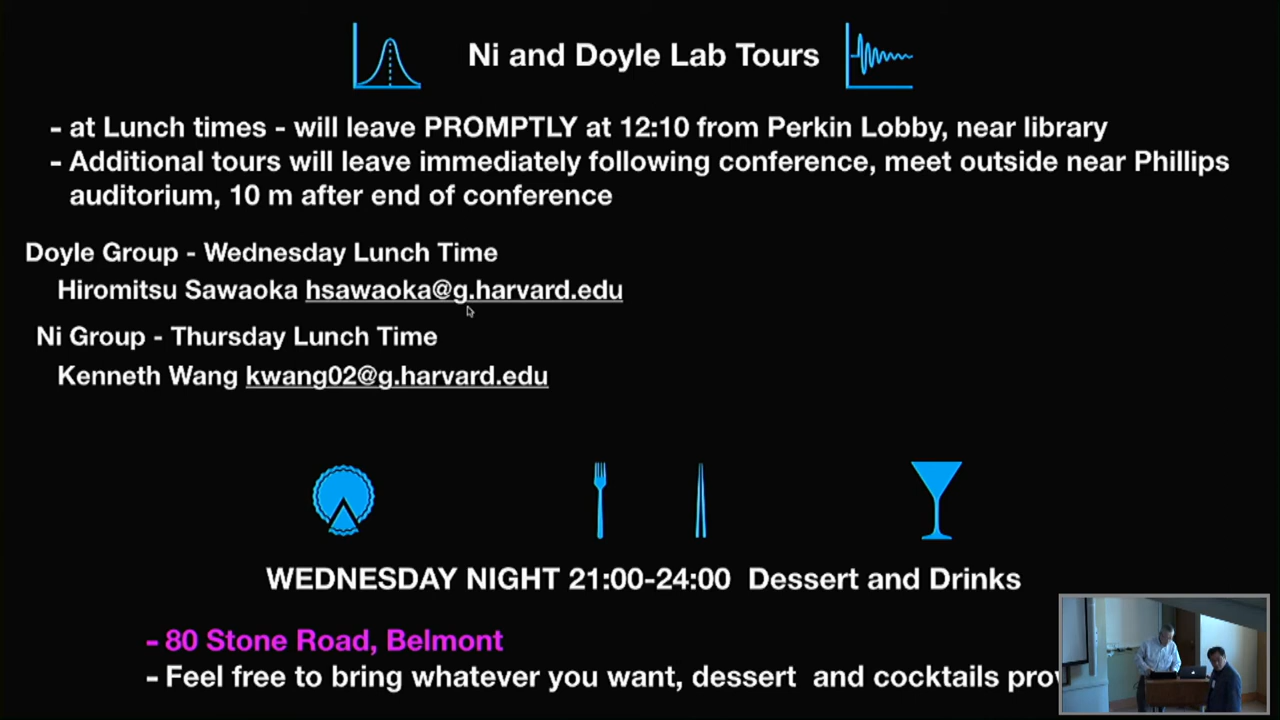 Ni and Doyle Lab Tours
- at Lunch times - will leave PROMPTLY at 12:10 from Perkin Lobby, near library
- Additional tours will leave immediately following conference, meet outside near Phillips
auditorium, 10 m after end of conference
Doyle Group - Wednesday Lunch Time
Hiromitsu Sawaoka hsawaoka@g.harvard.edu
Ni Group - Thursday Lunch Time
Kenneth Wang kwang02@g.harvard.edu
WEDNESDAY NIGHT 21:00-24:00 Dessert and Drinks
- 80 Stone Road, Belmont
- Feel free to bring whatever you want, dessert and cocktails